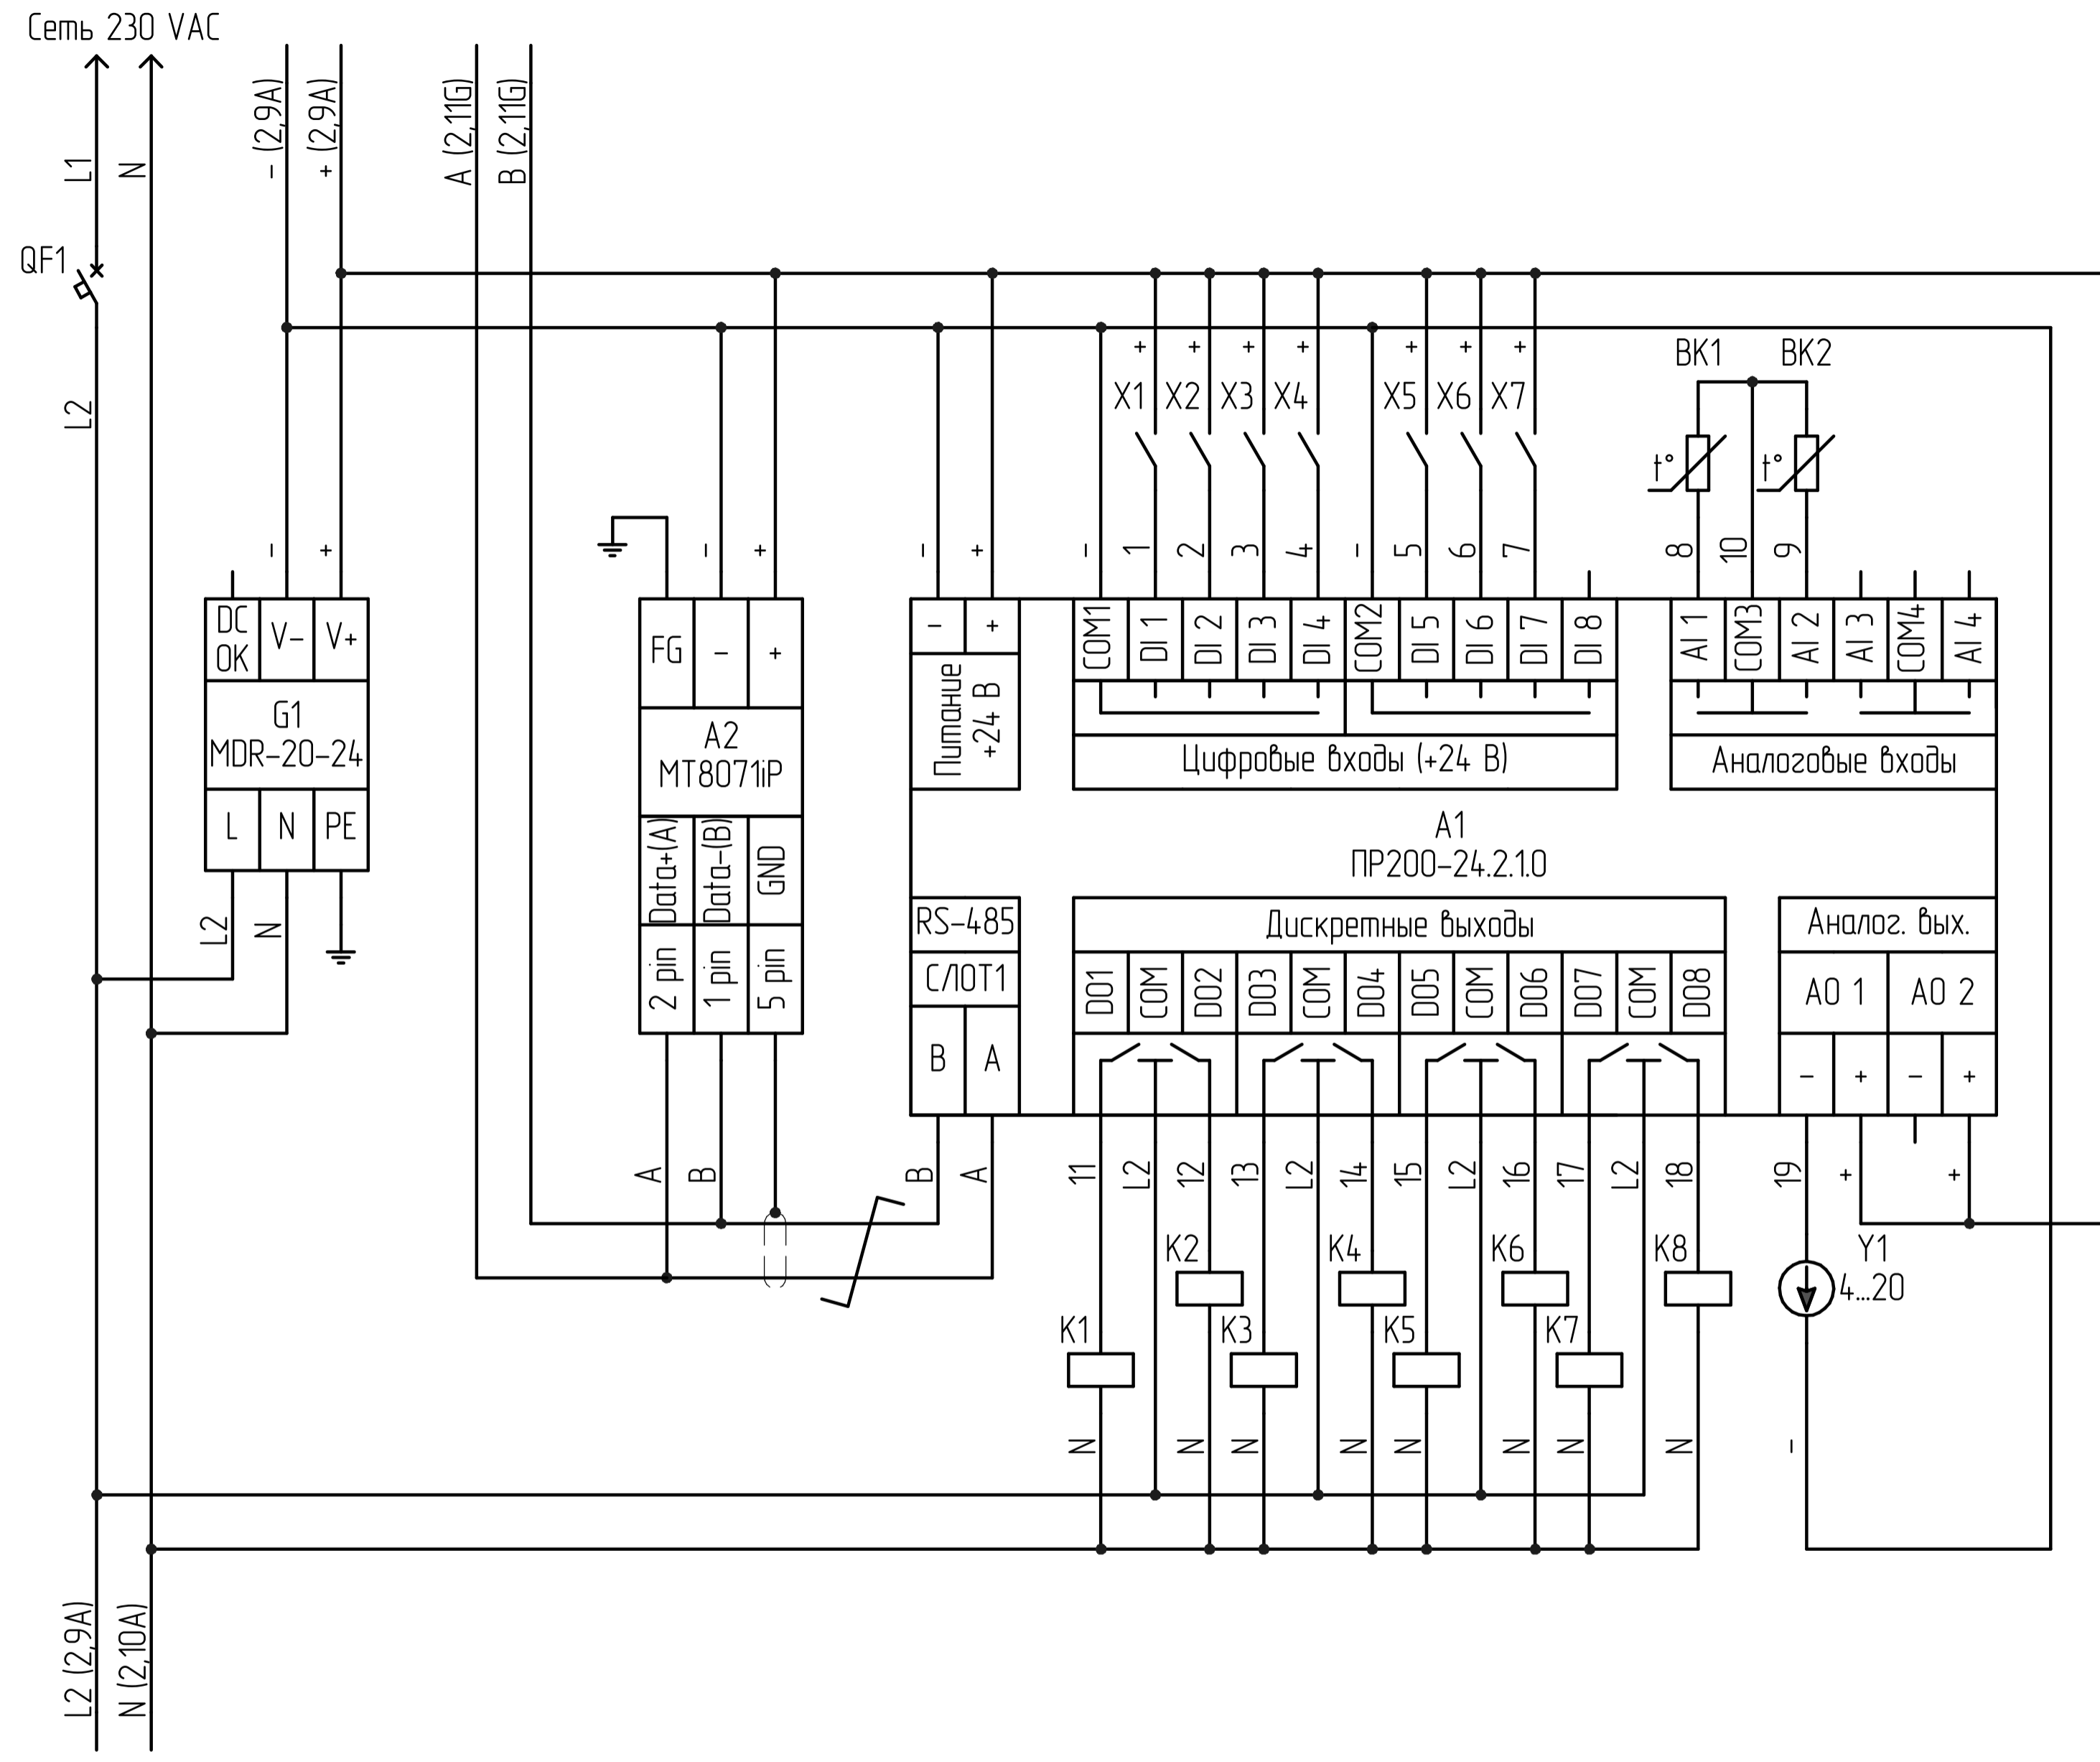 Сеть 230 VAC
L1
N
– (2,9A)
+ (2,9A)
A (2,11G)
B (2,11G)
QF1
L2
+
+
+
+
+
+
+
X1
X2
X3
X4
X5
X6
X7
BK1
BK2
t°
t°
–
+
–
+
–
+
–
1
2
3
4
–
5
6
7
8
10
9
DC
OK
V–
V+
G1
MDR-20-24
L
N
PE
L2
N
FG
–
+
A2
MT8071iP
Data+(A)
Data-(B)
GND
2 pin
1 pin
5 pin
A
B
–
+
Питание
+24 В
COM1
DI 1
DI 2
DI 3
DI 4
COM2
DI 5
DI 6
DI 7
DI 8
Цифровые входы (+24 В)
AI 1
COM3
AI 2
AI 3
COM4
AI 4
Аналоговые входы
A1
ПР200-24.2.1.0
RS-485
СЛОТ1
B
A
B
A
Дискретные выходы
DO1
COM
DO2
DO3
COM
DO4
DO5
COM
DO6
DO7
COM
DO8
Аналог. вых.
AO 1
AO 2
–
+
–
+
11
L2
12
13
L2
14
15
L2
16
17
L2
18
19
+
+
K2
K4
K6
K8
Y1
4...20
K1
K3
K5
K7
N
N
N
N
N
N
N
N
–
L2 (2,9A)
N (2,10A)